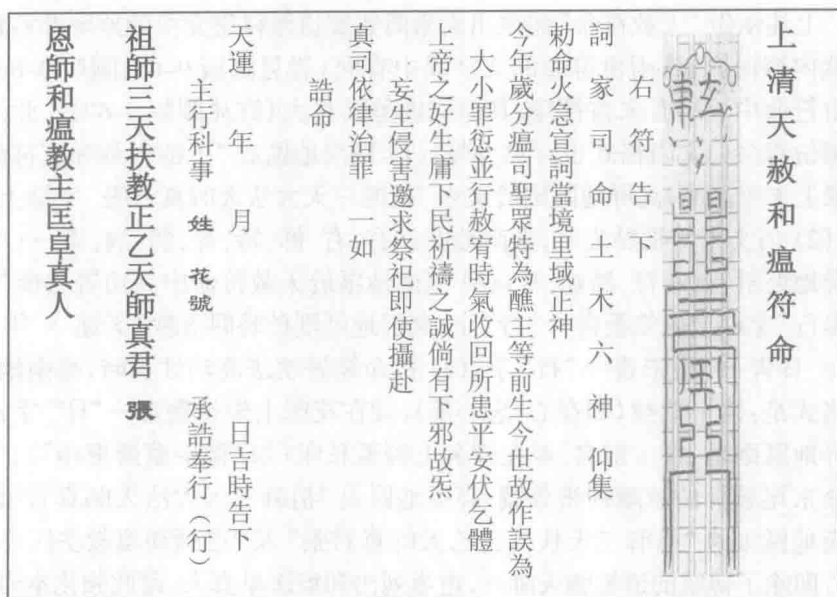 上清天赦和瘟符命
右符告下
詞家司命土木六神仰集
勅命火急宣詞當境里域正神
今年歲分瘟司聖眾特為醮主等前生今世故作誤為
大小罪愆並行赦宥時氣收回所患平安伏乞體
上帝之好生庸下民祈禱之誠倘有下邪故炁
妄生侵害邀求祭祖即使攝赴
真司依律治罪一如
誥命
天運 年 月 日吉時告下
主行科事 姓 花號 承誥奉行（行）
祖師三天扶教正乙天師真君 張
恩師和瘟教主匡皇真人